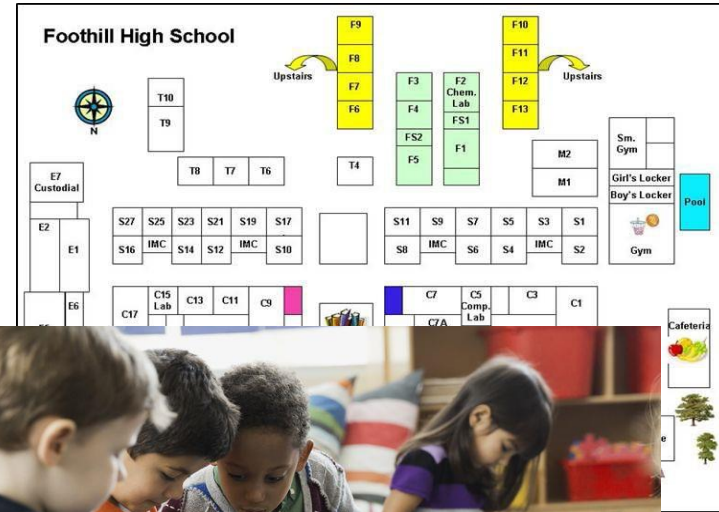 Foothill High School
N
Upstairs
F9
F8
F7
F6
F10
F11
F12
F13
Upstairs
F3
F4
FS2
F5
F2
Chem.
Lab
FS1
F1
T10
T9
T8 T7 T6
T4
M2
M1
Sm.
Gym
Girl's Locker
Boy's Locker
Gym
Pool
E7
Custodial
E2
E1
E6
S27 S25 S23 S21 S19 S17
S16 IMC S14 S12 IMC S10
S11 S9 S7 S5 S3 S1
S8 IMC S6 S4 IMC S2
C17
C15
Lab
C13 C11 C9
C7
C7A
C5
Comp.
Lab
C3 C1
Cafeteria